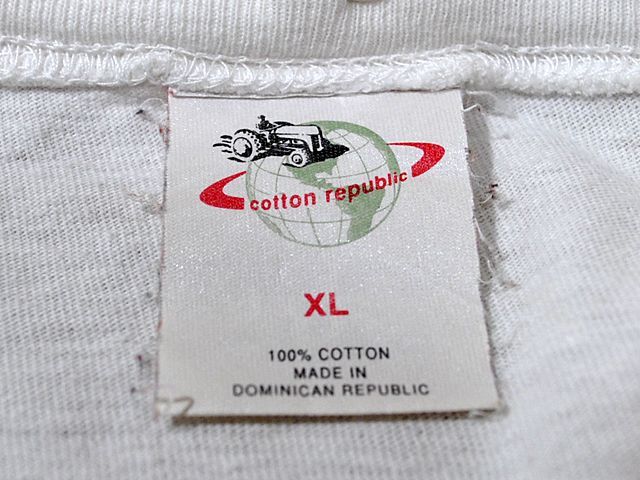 cotton republic
XL
100% COTTON
MADE IN
DOMINICAN REPUBLIC